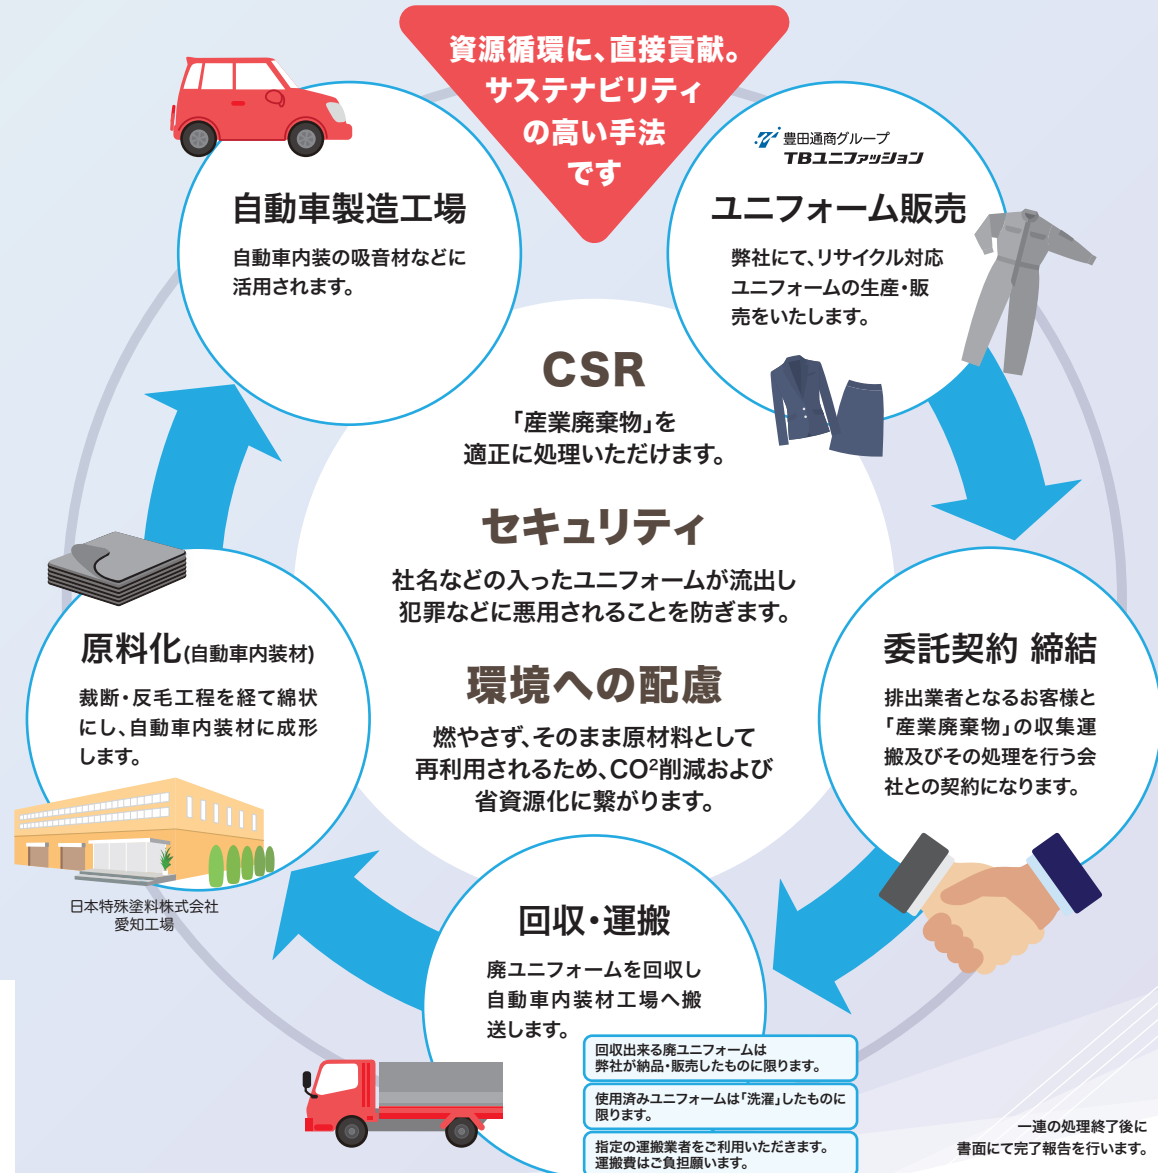 資源循環に、直接貢献。
サステナビリティ
の高い手法
です
豊田通商グループ
TBユニファッション
ユニフォーム販売
弊社にて、リサイクル対応
ユニフォームの生産・販
売をいたします。
委託契約 締結
排出業者となるお客様と
「産業廃棄物」の収集運
搬及びその処理を行う会
社との契約になります。
回収・運搬
廃ユニフォームを回収し
自動車内装材工場へ搬
送します。
回収出来る廃ユニフォームは
弊社が納品・販売したものに限ります。
使用済みユニフォームは「洗濯」したものに
限ります。
指定の運搬業者をご利用いただきます。
運搬費はご負担願います。
原料化(自動車内装材)
裁断・反毛工程を経て綿状
にし、自動車内装材に成形
します。
日本特殊塗料株式会社
愛知工場
自動車製造工場
自動車内装の吸音材などに
活用されます。
CSR
「産業廃棄物」を
適正に処理いただけます。
セキュリティ
社名などの入ったユニフォームが流出し
犯罪などに悪用されることを防ぎます。
環境への配慮
燃やさず、そのまま原材料として
再利用されるため、CO²削減および
省資源化に繋がります。
一連の処理終了後に
書面にて完了報告を行います。